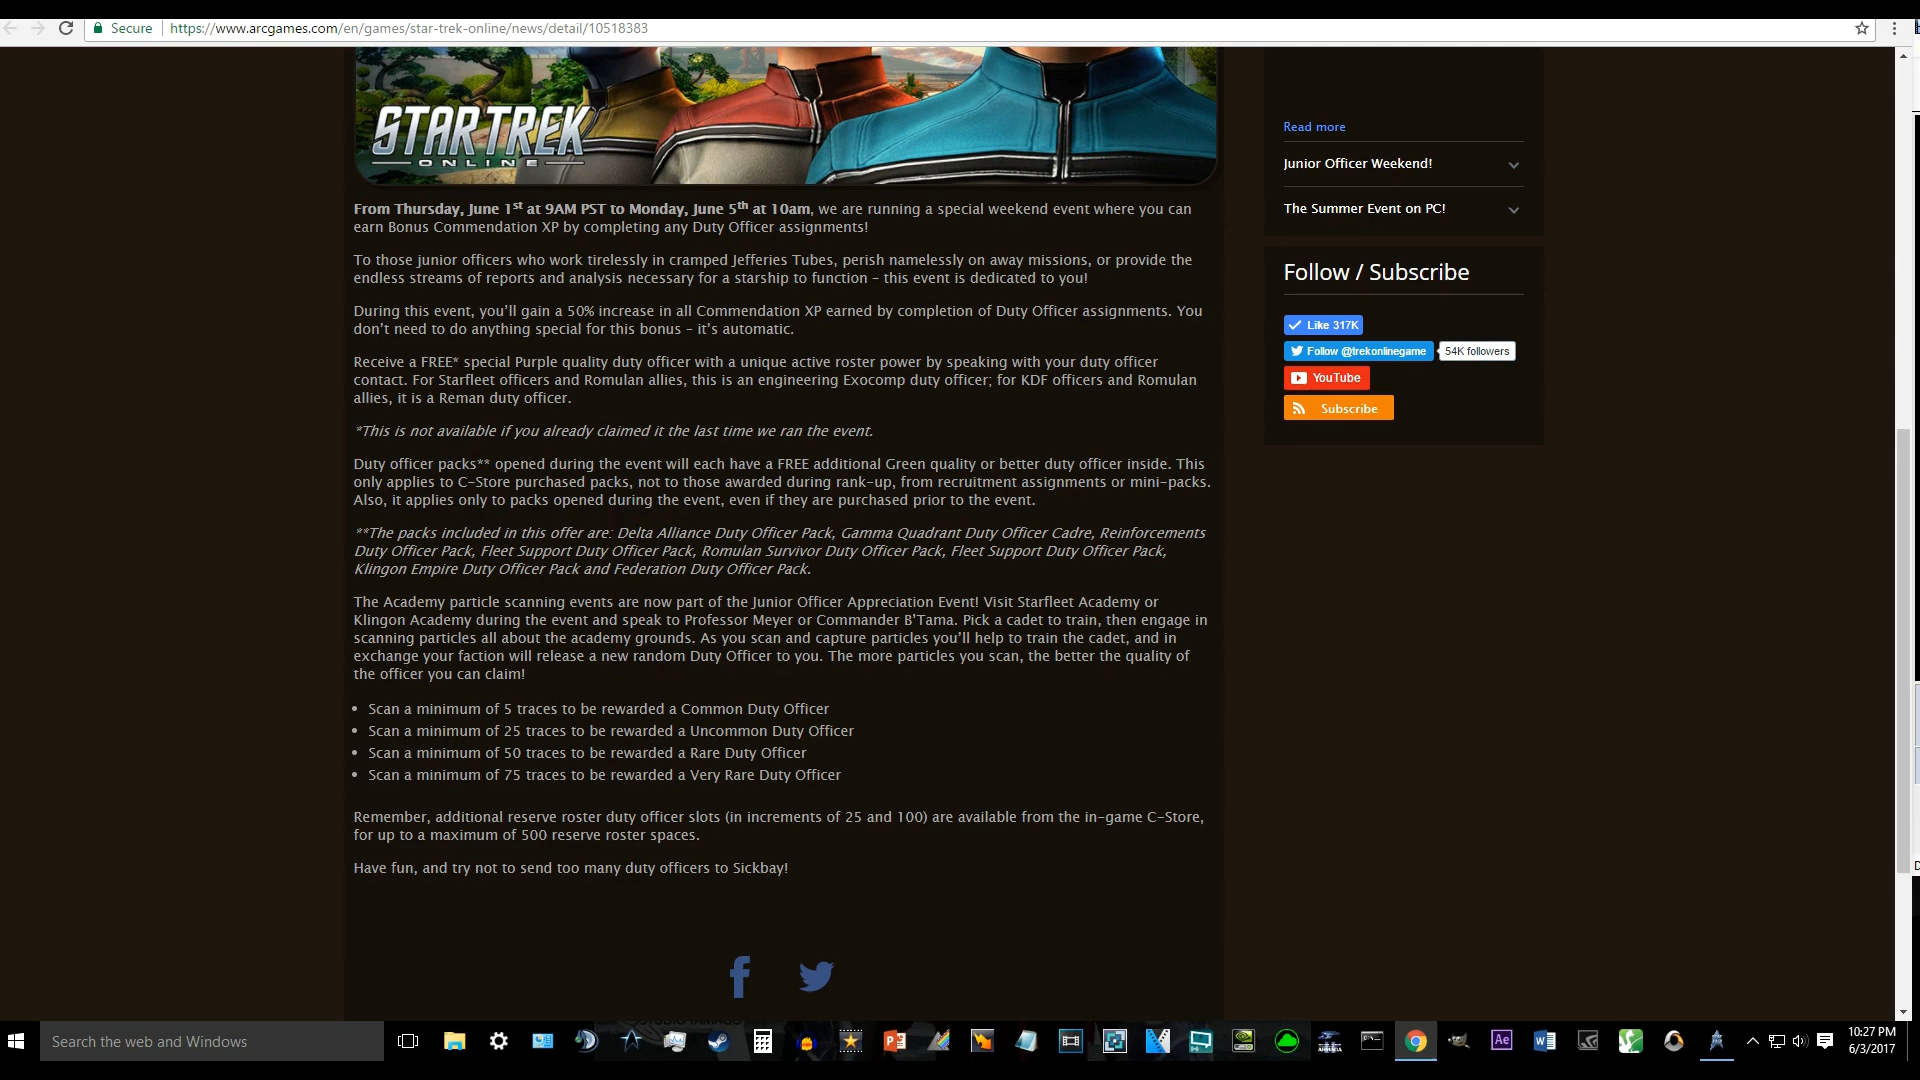 Secure https://www.arcgames.com/en/games/star-trek-online/news/detail/10518383
STAR TREK
ONLINE
From Thursday, June 1st at 9AM PST to Monday, June 5th at 10am, we are running a special weekend event where you can
earn Bonus Commendation XP by completing any Duty Officer assignments!
To those junior officers who work tirelessly in cramped Jefferies Tubes, perish namelessly on away missions, or provide the
endless streams of reports and analysis necessary for a starship to function – this event is dedicated to you!
During this event, you’ll gain a 50% increase in all Commendation XP earned by completion of Duty Officer assignments. You
don’t need to do anything special for this bonus – it’s automatic.
Receive a FREE* special Purple quality duty officer with a unique active roster power by speaking with your duty officer
contact. For Starfleet officers and Romulan allies, this is an engineering Exocomp duty officer; for KDF officers and Romulan
allies, it is a Reman duty officer.
*This is not available if you already claimed it the last time we ran the event.
Duty officer packs** opened during the event will each have a FREE additional Green quality or better duty officer inside. This
only applies to C-Store purchased packs, not to those awarded during rank-up, from recruitment assignments or mini-packs.
Also, it applies only to packs opened during the event, even if they are purchased prior to the event.
**The packs included in this offer are: Delta Alliance Duty Officer Pack, Gamma Quadrant Duty Officer Cadre, Reinforcements
Duty Officer Pack, Fleet Support Duty Officer Pack, Romulan Survivor Duty Officer Pack, Fleet Support Duty Officer Pack,
Klingon Empire Duty Officer Pack and Federation Duty Officer Pack.
The Academy particle scanning events are now part of the Junior Officer Appreciation Event! Visit Starfleet Academy or
Klingon Academy during the event and speak to Professor Meyer or Commander B’Tama. Pick a cadet to train, then engage in
scanning particles all about the academy grounds. As you scan and capture particles you’ll help to train the cadet, and in
exchange your faction will release a new random Duty Officer to you. The more particles you scan, the better the quality of
the officer you can claim!
• Scan a minimum of 5 traces to be rewarded a Common Duty Officer
• Scan a minimum of 25 traces to be rewarded a Uncommon Duty Officer
• Scan a minimum of 50 traces to be rewarded a Rare Duty Officer
• Scan a minimum of 75 traces to be rewarded a Very Rare Duty Officer
Remember, additional reserve roster duty officer slots (in increments of 25 and 100) are available from the in-game C-Store,
for up to a maximum of 500 reserve roster spaces.
Have fun, and try not to send too many duty officers to Sickbay!
Read more
Junior Officer Weekend!
The Summer Event on PC!
Follow / Subscribe
Like 317K
Follow @trekonlinegame 54K followers
YouTube
Subscribe
Search the web and Windows
Ae
10:27 PM
6/3/2017